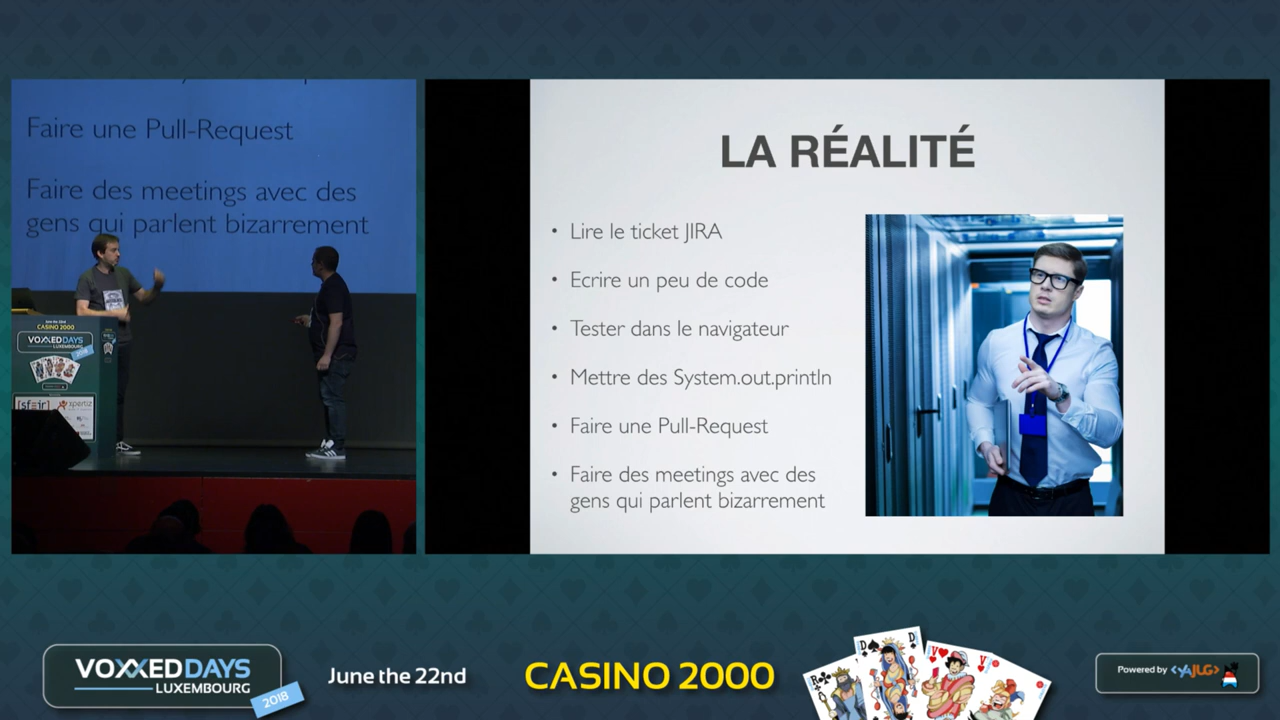 Faire une Pull-Request
Faire des meetings avec des
gens qui parlent bizarrement
CASINO 2000
VOXXEDDAYS
LUXEMBOURG
[sfeir]
xpertiz
LA RÉALITÉ
• Lire le ticket JIRA
• Ecrire un peu de code
• Tester dans le navigateur
• Mettre des System.out.println
• Faire une Pull-Request
• Faire des meetings avec des
gens qui parlent bizarrement
VOXXEDDAYS
LUXEMBOURG
2018
June the 22nd
CASINO 2000
R
D
D
V
V
Powered by <YAJUG>